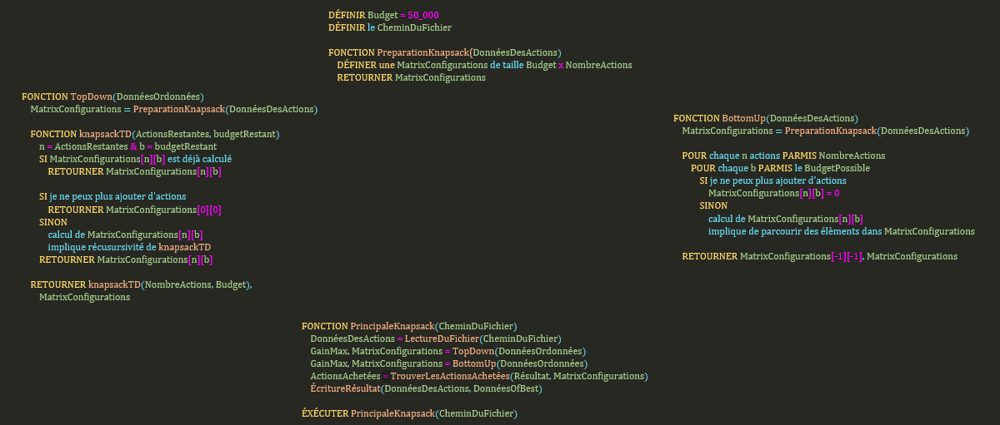 DÉFINIR Budget = 50_000
DÉFINIR le CheminDuFichier
FONCTION PreparationKnapsack(DonnéesDesActions)
DÉFINER une MatrixConfigurations de taille Budget x NombreActions
RETOURNER MatrixConfigurations
FONCTION TopDown(DonnéesOrdonnées)
MatrixConfigurations = PreparationKnapsack(DonnéesDesActions)
FONCTION knapsackTD(ActionsRestantes, budgetRestant)
n = ActionsRestantes & b = budgetRestant
SI MatrixConfigurations[n][b] est déjà calculé
RETOURNER MatrixConfigurations[n][b]
SI je ne peux plus ajouter d'actions
RETOURNER MatrixConfigurations[0][0]
SINON
calcul de MatrixConfigurations[n][b]
implique récusursivité de knapsackTD
RETOURNER MatrixConfigurations[n][b]
RETOURNER knapsackTD(NombreActions, Budget),
MatrixConfigurations
FONCTION BottomUp(DonnéesDesActions)
MatrixConfigurations = PreparationKnapsack(DonnéesDesActions)
POUR chaque n actions PARMIS NombreActions
POUR chaque b PARMIS le BudgetPossible
SI je ne peux plus ajouter d'actions
MatrixConfigurations[n][b] = 0
SINON
calcul de MatrixConfigurations[n][b]
implique de parcourir des élèments dans MatrixConfigurations
RETOURNER MatrixConfigurations[-1][-1], MatrixConfigurations
FONCTION PrincipaleKnapsack(CheminDuFichier)
DonnéesDesActions = LectureDuFichier(CheminDuFichier)
GainMax, MatrixConfigurations = TopDown(DonnéesOrdonnées)
GainMax, MatrixConfigurations = BottomUp(DonnéesOrdonnées)
ActionsAchetées = TrouverLesActionsAchetées(Résultat, MatrixConfigurations)
ÉcritureRésultat(DonnéesDesActions, DonnéesOfBest)
ÉXÉCUTER PrincipaleKnapsack(CheminDuFichier)